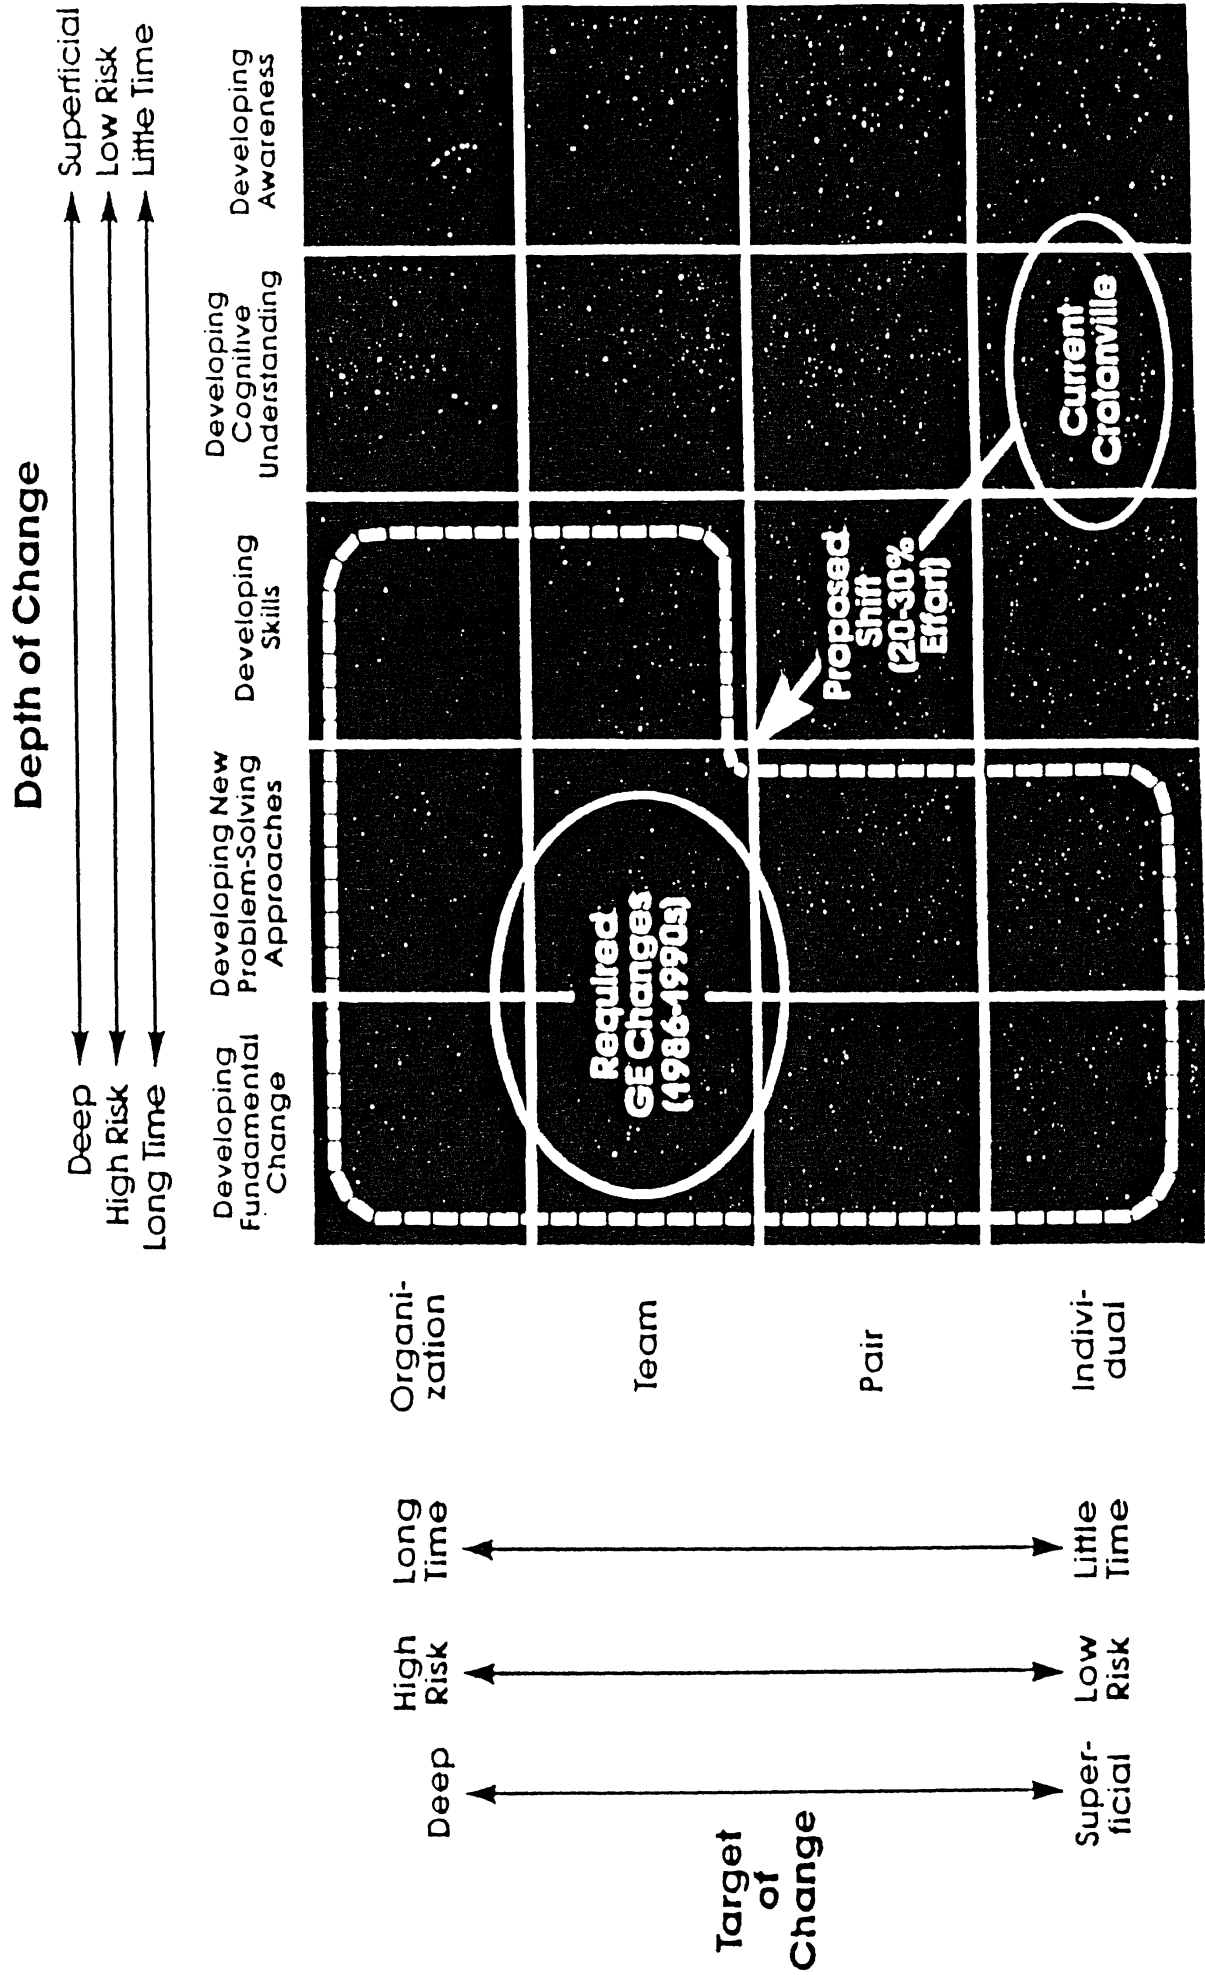 Depth of Change
Deep
Superficial
High Risk
Low Risk
Long Time
Little Time
Developing
Fundamental
Change
Developing New
Problem-Solving
Approaches
Developing
Skills
Developing
Cognitive
Understanding
Developing
Awareness
Target
of
Change
Deep
High
Risk
Long
Time
Organi-
zation
Team
Pair
Super-
ficial
Low
Risk
Little
Time
Indivi-
dual
Required
GE Changes
(1986-1990s)
Proposed
Shift
(20-30%
Effort)
Current
Crotonville